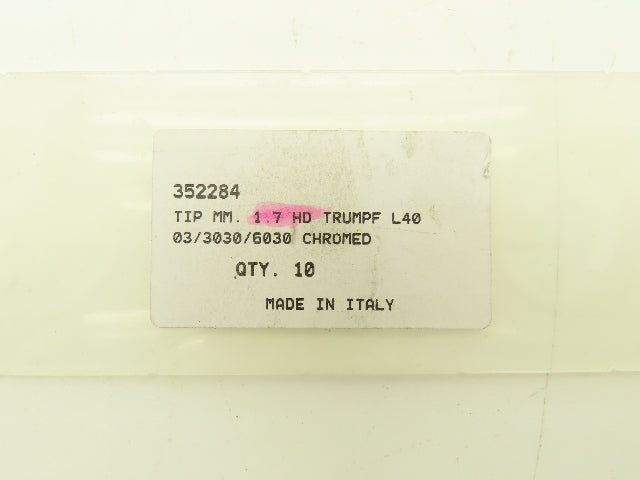 352284
TIP MM. 1.7 HD TRUMPF L40
03/3030/6030 CHROMED
QTY. 10
MADE IN ITALY